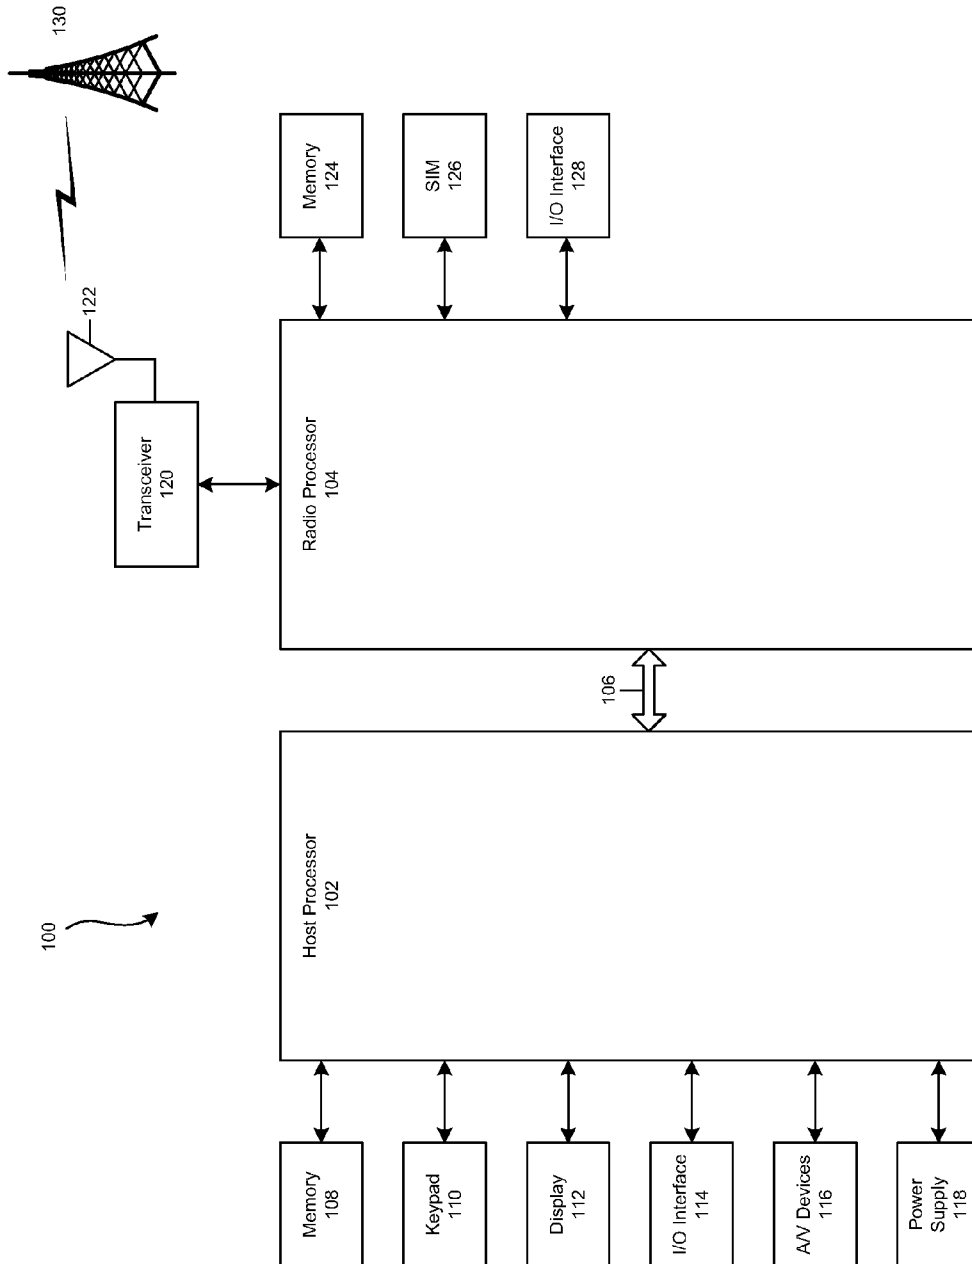 100
130
122
Transceiver
120
Memory
108
Keypad
110
Display
112
I/O Interface
114
A/V Devices
116
Power
Supply
118
Host Processor
102
106
Radio Processor
104
Memory
124
SIM
126
I/O Interface
128